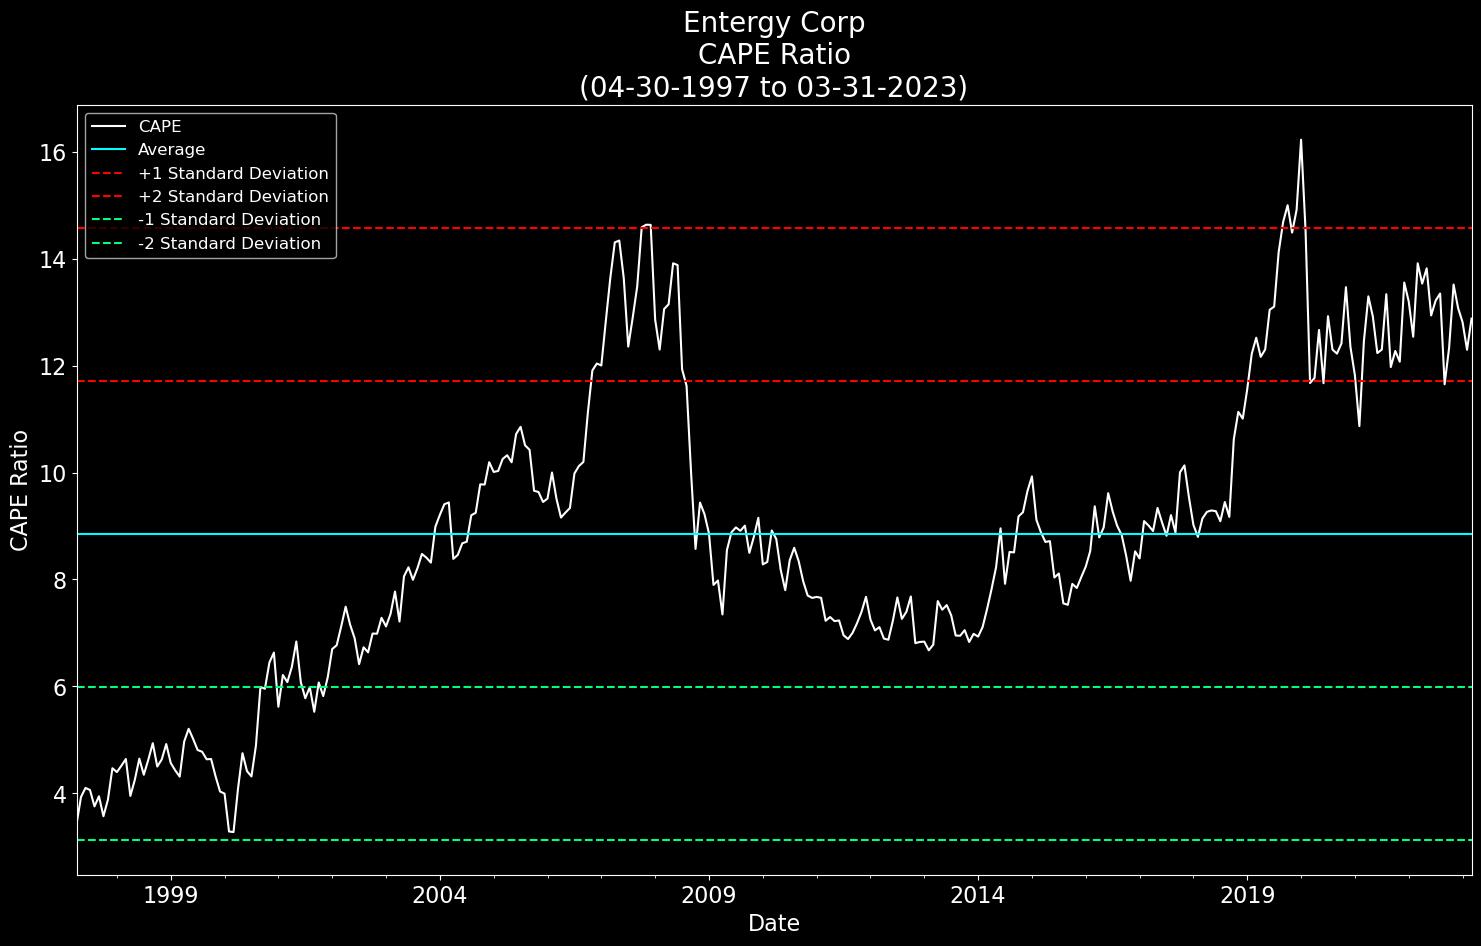 Entergy Corp
CAPE Ratio
(04-30-1997 to 03-31-2023)
CAPE
Average
+1 Standard Deviation
+2 Standard Deviation
-1 Standard Deviation
-2 Standard Deviation
16
14
12
10
8
6
4
CAPE Ratio
1999 2004 2009 2014 2019
Date